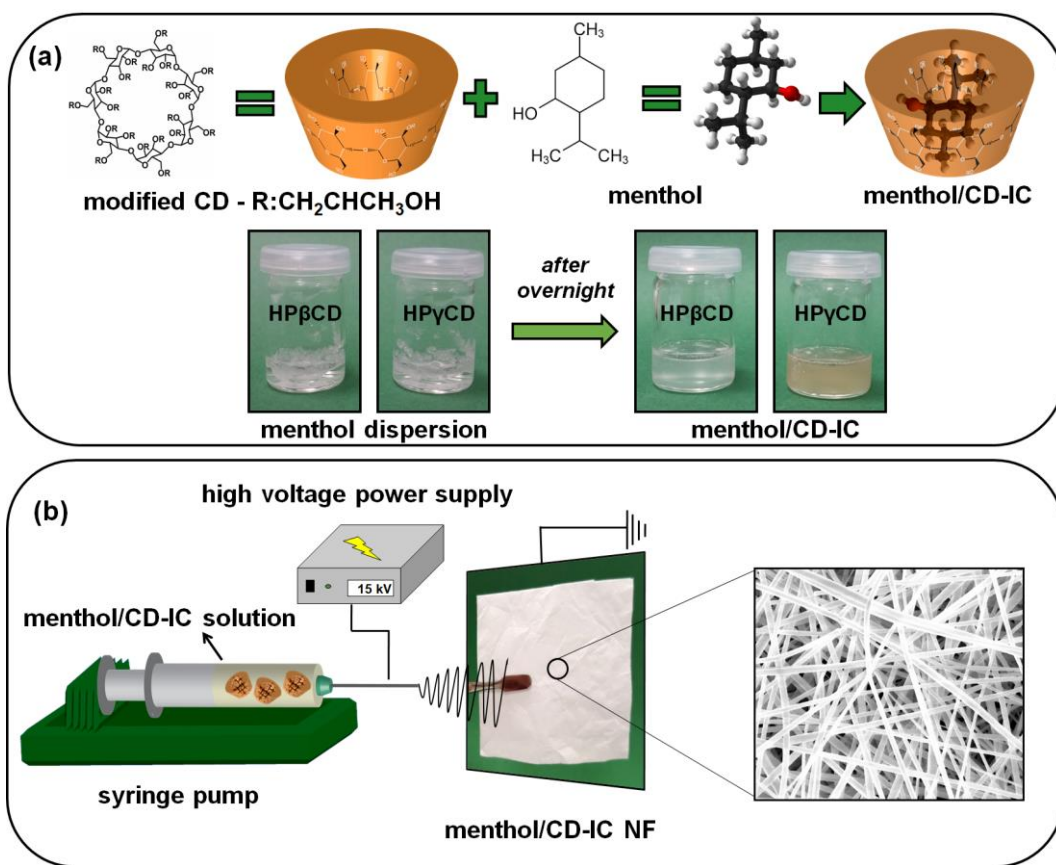 (a)
RO
OR
CH₃
HO
H₃C
CH₃
modified CD - R:CH₂CHCH₃OH
menthol
menthol/CD-IC
HPβCD
HPγCD
after
overnight
HPβCD
HPγCD
menthol dispersion
menthol/CD-IC
(b)
high voltage power supply
15 kV
menthol/CD-IC solution
syringe pump
menthol/CD-IC NF